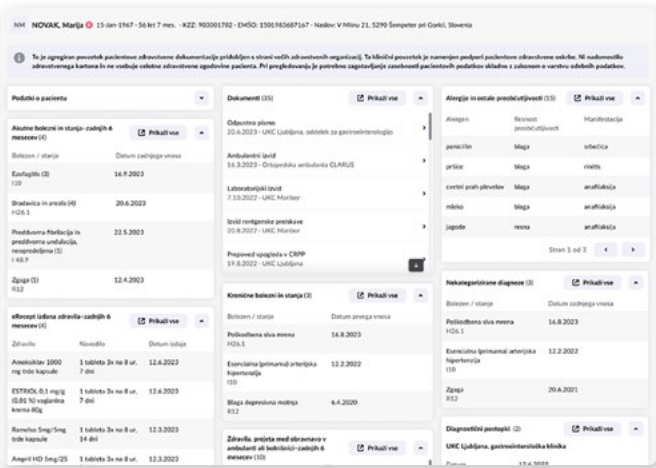 NM NOVAK, Marija 15-Jan-1967 - 56 let 7 mes. - KZZ: 903001782 - EMŠO: 1501983687167 - Naslov: V Mlinu 21, 5290 Šempeter pri Gorici, Slovenia
To je agregiran povzetek pacientove zdravstvene dokumentacije pridobljen s strani večih zdravstvenih organizacij. Ta klinični povzetek je namenjen podpori pacientove zdravstvene oskrbe. Ni nadomestilo
zdravstvenega kartona in ne vsebuje celotne zdravstvene zgodovine pacienta. Pri pregledovanju je potrebno zagotavljanje zasebnosti pacientovih podatkov skladno z zakonom o varstvu odebnih podatkov.
Podatki o pacientu
Akutne bolezni in stanja-zadnjih 6
mesecev (4)
Prikaži vse
Bolezen / stanje Datum zadnjega vnosa
Ezofagitis (3) 16.9.2023
I10
Bradavica in areola (4) 20.6.2023
H26.1
Preddvorna fibrilacija in 22.5.2023
preddvorna undulacija,
neopredeljena (5)
I 48.9
Zgaga (1) 12.4.2023
R12
eRecept izdana zdravila-zadnjih 6
mesecev (4)
Prikaži vse
Zdravilo Navodilo Datum izdaje
Amoksiklav 1000 1 tableta 3x na 8 ur, 12.6.2023
mg trde kapsule 7 dni
ESTRIOL 0,1 mg/g 1 tableta 3x na 8 ur, 12.6.2023
(0,01 %) vaginalna 7 dni
krema 80g
Ramelso 5mg/5mg 1 tableta 3x na 8 ur, 12.3.2023
trde kapsule 14 dni
Ampril HD 5mg/25 1 tableta 3x na 8 ur, 12.3.2023
Dokumenti (35) Prikaži vse
Odpustno pismo
20.6.2023 - UKC Ljubljana, oddelek za gastroenterologijo
Ambulantni izvid
16.3.2023 - Ortopedska ambulanta CLARUS
Laboratorijski izvid
7.10.2022 - UKC Maribor
Izvid rentgenske preiskave
20.8.2022 - UKC Maribor
Prepoved vpogleda v CRPP
19.8.2022 - UKC Ljubljana
Kronične bolezni in stanja (3) Prikaži vse
Bolezen / stanje Datum prvega vnosa
Poškodbena siva mrena 16.8.2023
H26.1
Esencialna (primarna) arterijska 12.2.2022
hipertenzija
I10
Blaga depresivna motnja 6.4.2020
R12
Zdravila, prejeta med obravnavo v
ambulanti ali bolnišnici-zadnjih 6
mesecev (10)
Prikaži vse
Alergije in ostale preobčutljivosti (15) Prikaži vse
Alergen Resnost Manifestacija
preobčutljivosti
penicilin blaga srbečica
pršice blaga rinitis
cvetni prah plevelov blaga anafilaksija
mleko blaga anafilaksija
jagode resna anafilaksija
Stran 1 od 3
Nekategorizirane diagnoze (3) Prikaži vse
Bolezen / stanje Datum zadnjega vnosa
Poškodbena siva mrena 16.8.2023
H26.1
Esencialna (primarna) arterijska 12.2.2022
hipertenzija
I10
Zgaga 20.6.2021
R12
Diagnostični postopki (2) Prikaži vse
UKC Ljubljana, gastroenterološka klinika